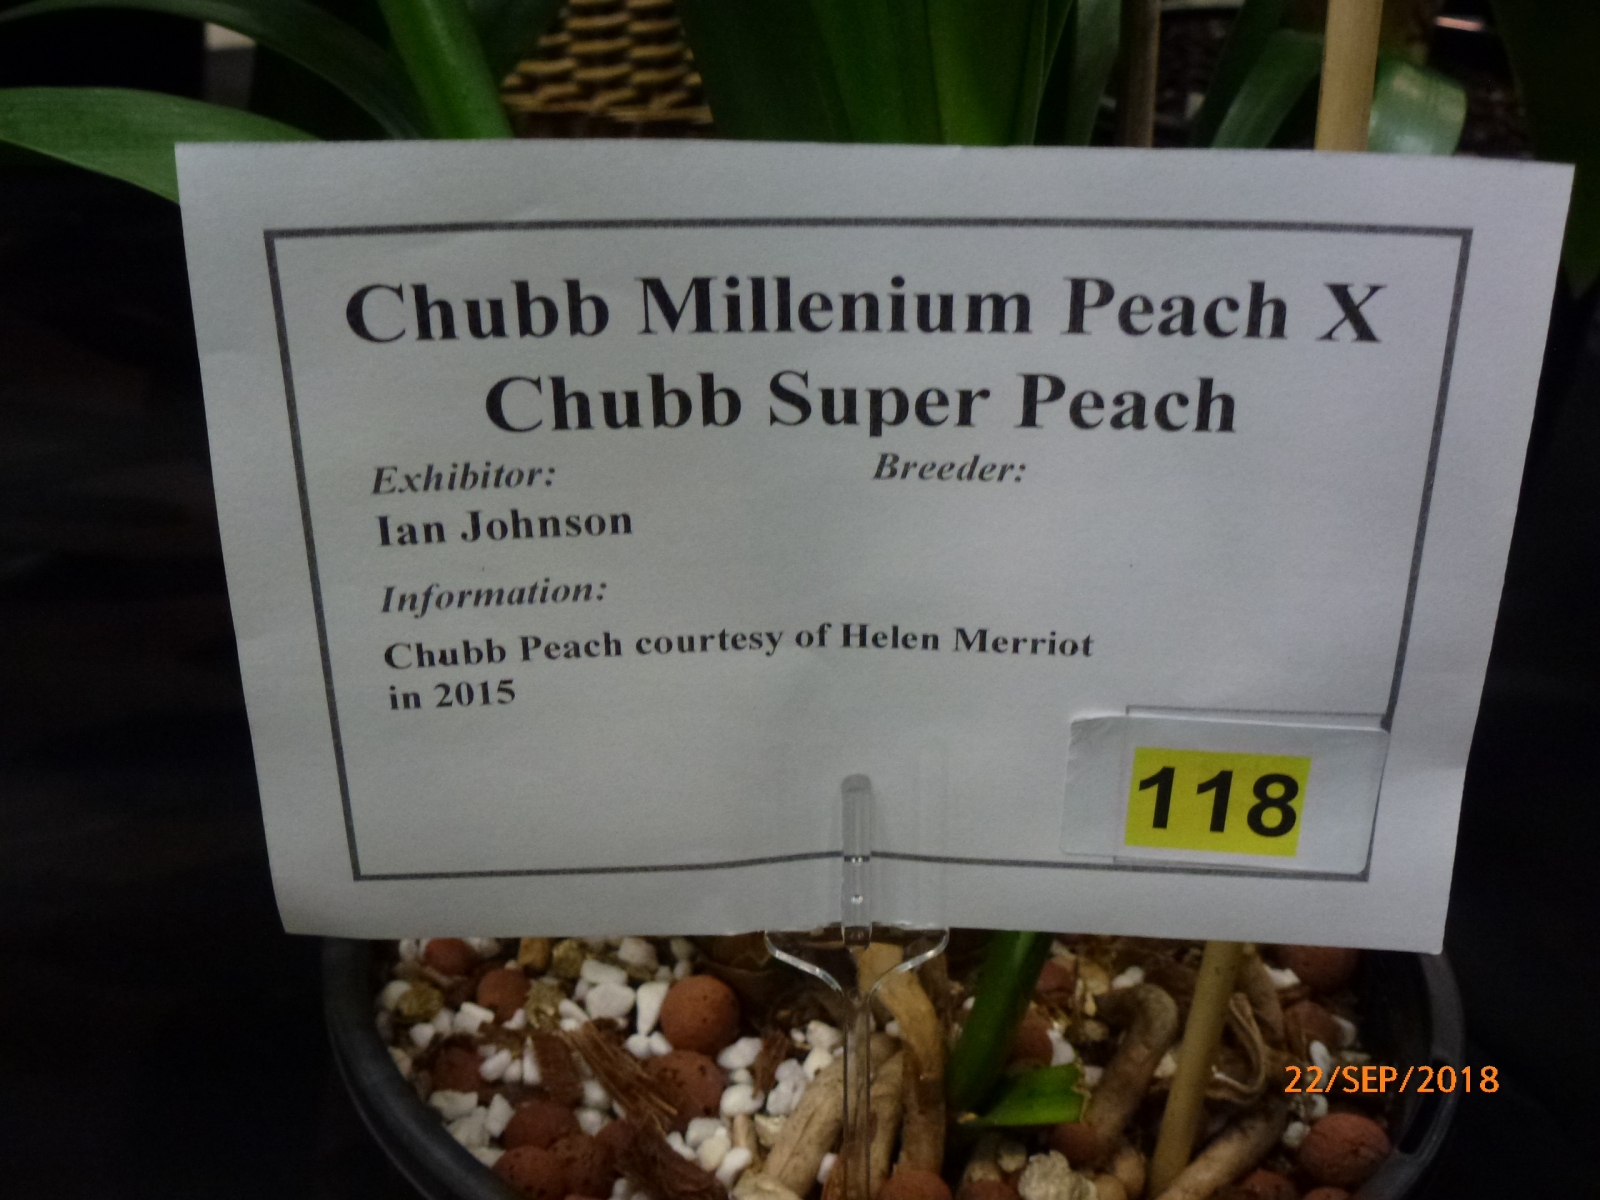 Chubb Millenium Peach X
Chubb Super Peach
Exhibitor: Breeder:
Ian Johnson
Information:
Chubb Peach courtesy of Helen Merriot
in 2015
118
22/SEP/2018